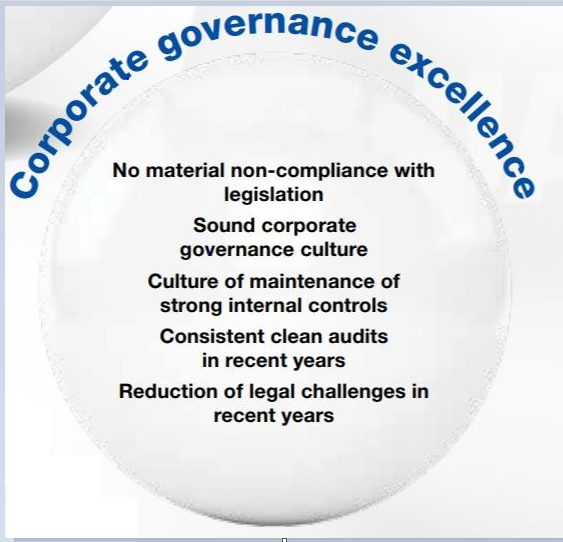 Corporate governance excellence
No material non-compliance with
legislation
Sound corporate
governance culture
Culture of maintenance of
strong internal controls
Consistent clean audits
in recent years
Reduction of legal challenges in
recent years